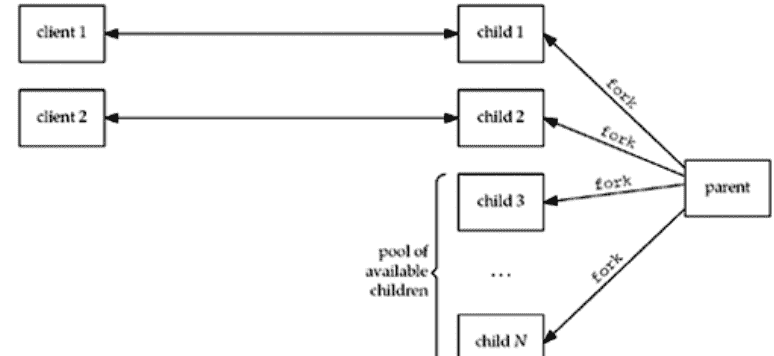 client 1
child 1
fork
client 2
child 2
fork
child 3
fork
parent
pool of
available
children
...
fork
child N